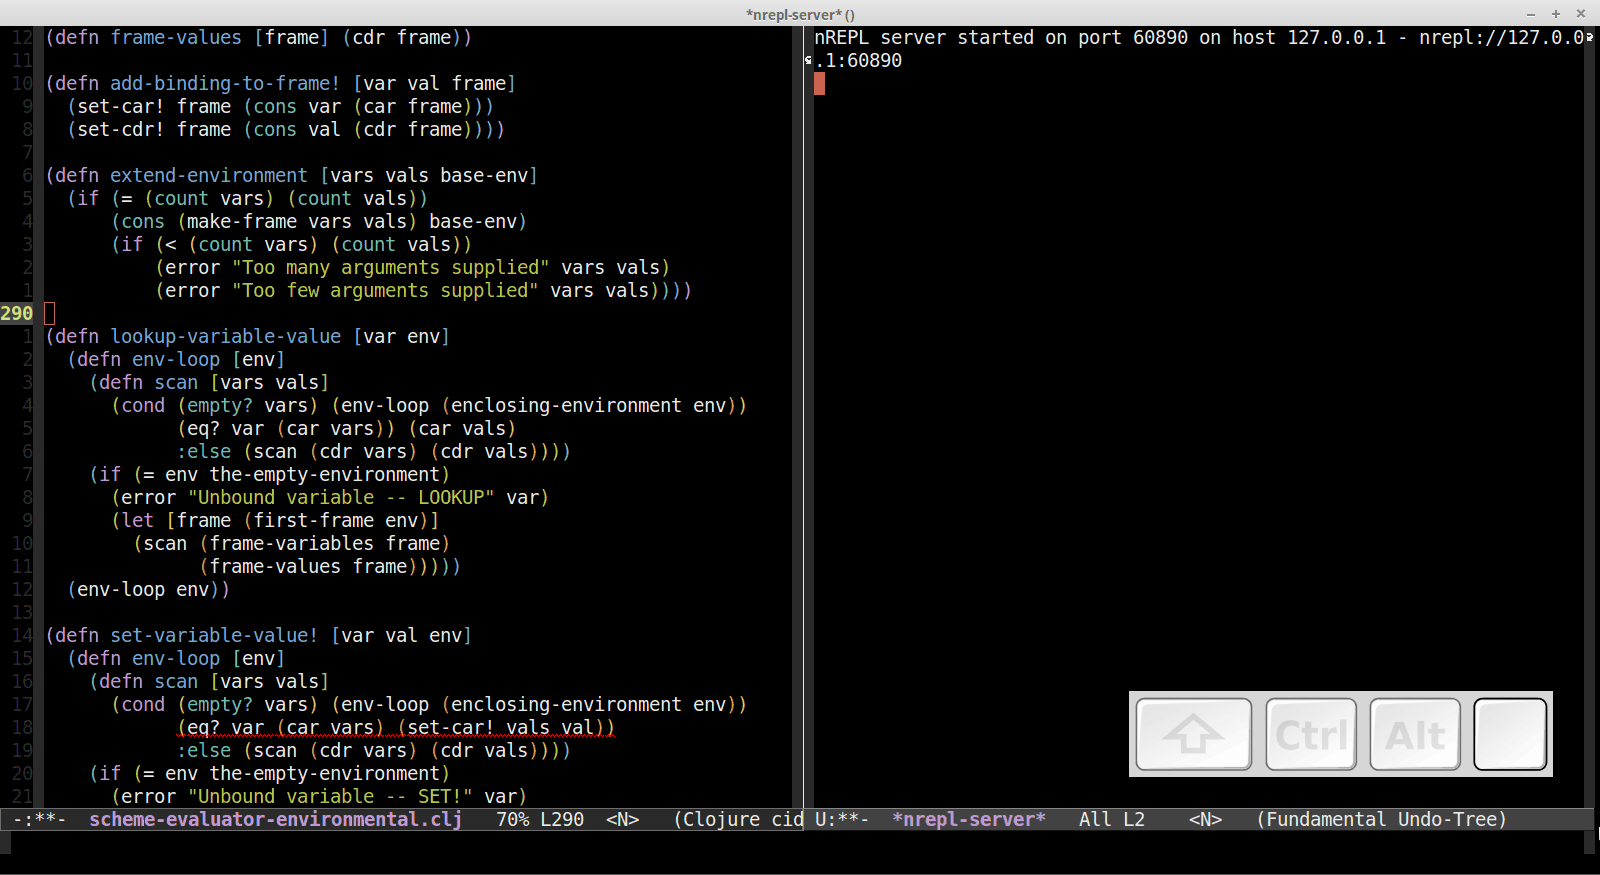 *nrepl-server* ()
12 (defn frame-values [frame] (cdr frame))
11
10 (defn add-binding-to-frame! [var val frame]
9   (set-car! frame (cons var (car frame)))
8   (set-cdr! frame (cons val (cdr frame))))
7
6 (defn extend-environment [vars vals base-env]
5   (if (= (count vars) (count vals))
4       (cons (make-frame vars vals) base-env)
3       (if (< (count vars) (count vals))
2           (error "Too many arguments supplied" vars vals)
1           (error "Too few arguments supplied" vars vals))))
290
1 (defn lookup-variable-value [var env]
2   (defn env-loop [env]
3     (defn scan [vars vals]
4       (cond (empty? vars) (env-loop (enclosing-environment env))
5             (eq? var (car vars)) (car vals)
6             :else (scan (cdr vars) (cdr vals))))
7     (if (= env the-empty-environment)
8       (error "Unbound variable -- LOOKUP" var)
9       (let [frame (first-frame env)]
10         (scan (frame-variables frame)
11               (frame-values frame)))))
12   (env-loop env))
13
14 (defn set-variable-value! [var val env]
15   (defn env-loop [env]
16     (defn scan [vars vals]
17       (cond (empty? vars) (env-loop (enclosing-environment env))
18             (eq? var (car vars) (set-car! vals val))
19             :else (scan (cdr vars) (cdr vals))))
20     (if (= env the-empty-environment)
21       (error "Unbound variable -- SET!" var)
-:**-  scheme-evaluator-environmental.clj   70% L290  <N>   (Clojure cid
nREPL server started on port 60890 on host 127.0.0.1 - nrepl://127.0.0
.1:60890
Ctrl Alt
U:**-  *nrepl-server*   All L2    <N>   (Fundamental Undo-Tree)